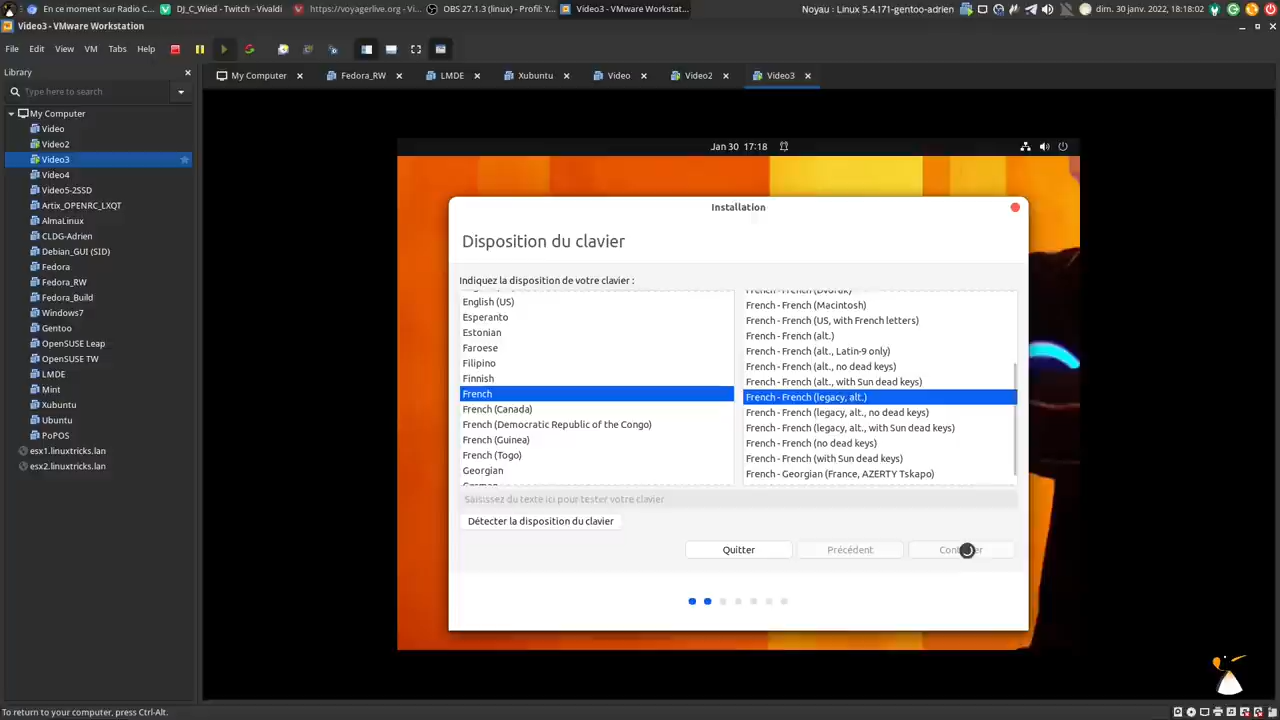 En ce moment sur Radio C...
DJ_C_Wied - Twitch - Vivaldi
https://voyagerlive.org - Vi...
OBS 27.1.3 (linux) - Profil: Y...
Video3 - VMware Workstat...
Noyau : Linux 5.4.171-gentoo-adrien
dim. 30 janv. 2022, 18:18:02
Video3 - VMware Workstation
File Edit View VM Tabs Help
Library
Type here to search
My Computer
Fedora_RW
LMDE
Xubuntu
Video
Video2
Video3
My Computer
Video
Video2
Video3
Video4
Video5-2SSD
Artix_OPENRC_LXQT
AlmaLinux
CLDG-Adrien
Debian_GUI (SID)
Fedora
Fedora_RW
Fedora_Build
Windows7
Gentoo
OpenSUSE Leap
OpenSUSE TW
LMDE
Mint
Xubuntu
Ubuntu
PoPOS
esx1.linuxtricks.lan
esx2.linuxtricks.lan
Jan 30 17:18
Installation
Disposition du clavier
Indiquez la disposition de votre clavier :
English (US)
Esperanto
Estonian
Faroese
Filipino
Finnish
French
French (Canada)
French (Democratic Republic of the Congo)
French (Guinea)
French (Togo)
Georgian
German
French - French (Dvorak)
French - French (Macintosh)
French - French (US, with French letters)
French - French (alt.)
French - French (alt., Latin-9 only)
French - French (alt., no dead keys)
French - French (alt., with Sun dead keys)
French - French (legacy, alt.)
French - French (legacy, alt., no dead keys)
French - French (legacy, alt., with Sun dead keys)
French - French (no dead keys)
French - French (with Sun dead keys)
French - Georgian (France, AZERTY Tskapo)
Saisissez du texte ici pour tester votre clavier
Détecter la disposition du clavier
Quitter
Précédent
To return to your computer, press Ctrl-Alt.